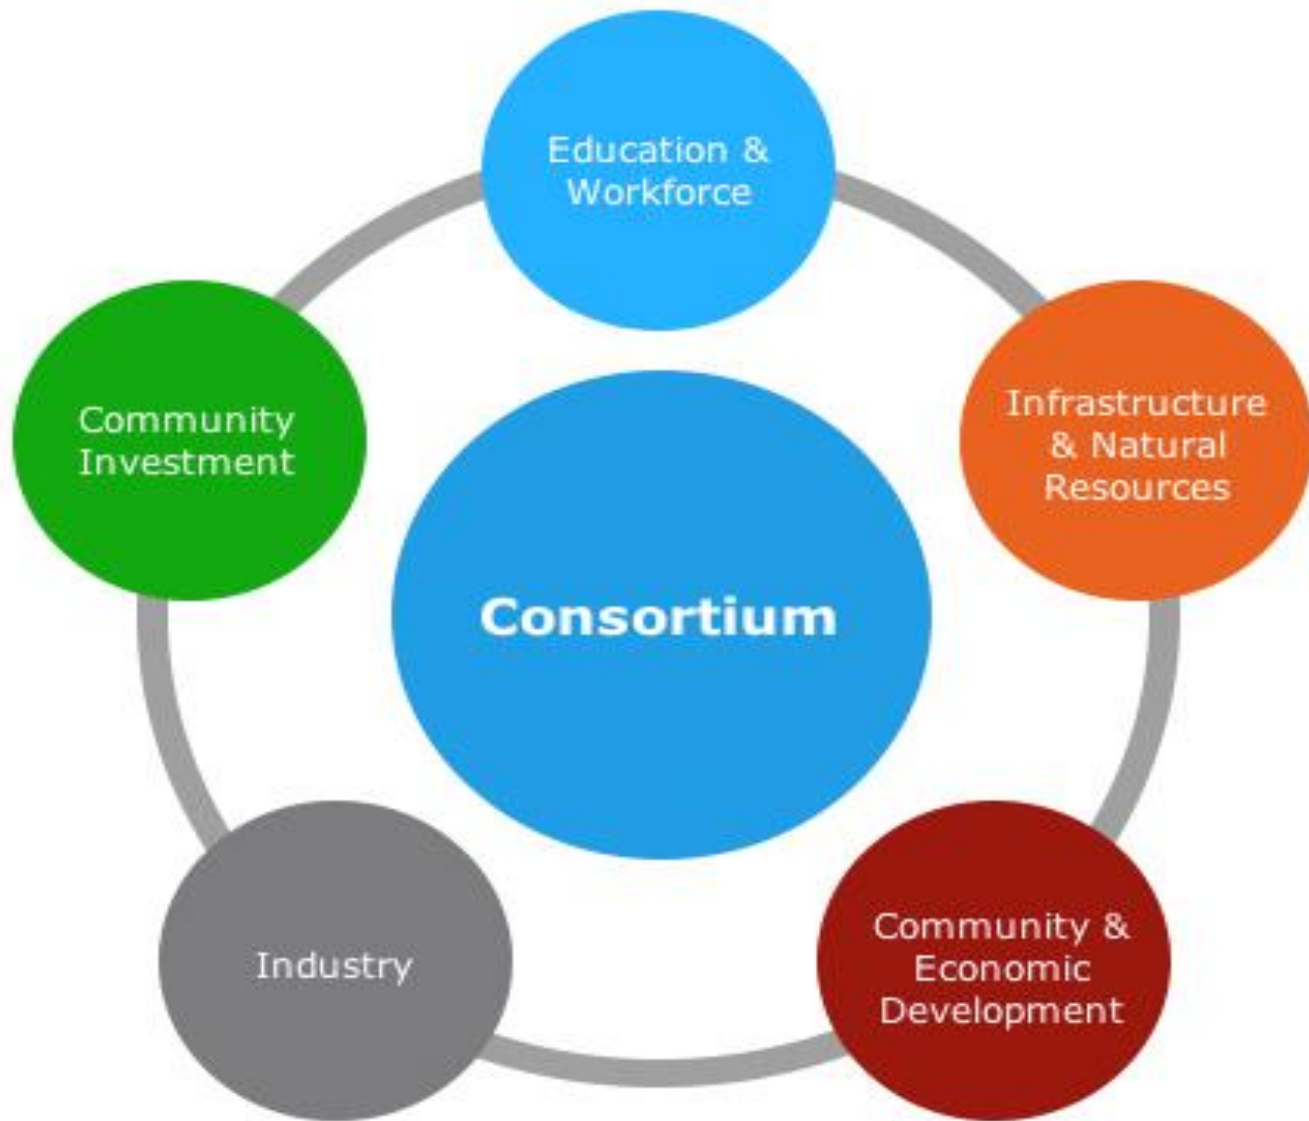 Education &
Workforce
Community
Investment
Infrastructure
& Natural
Resources
Consortium
Industry
Community &
Economic
Development